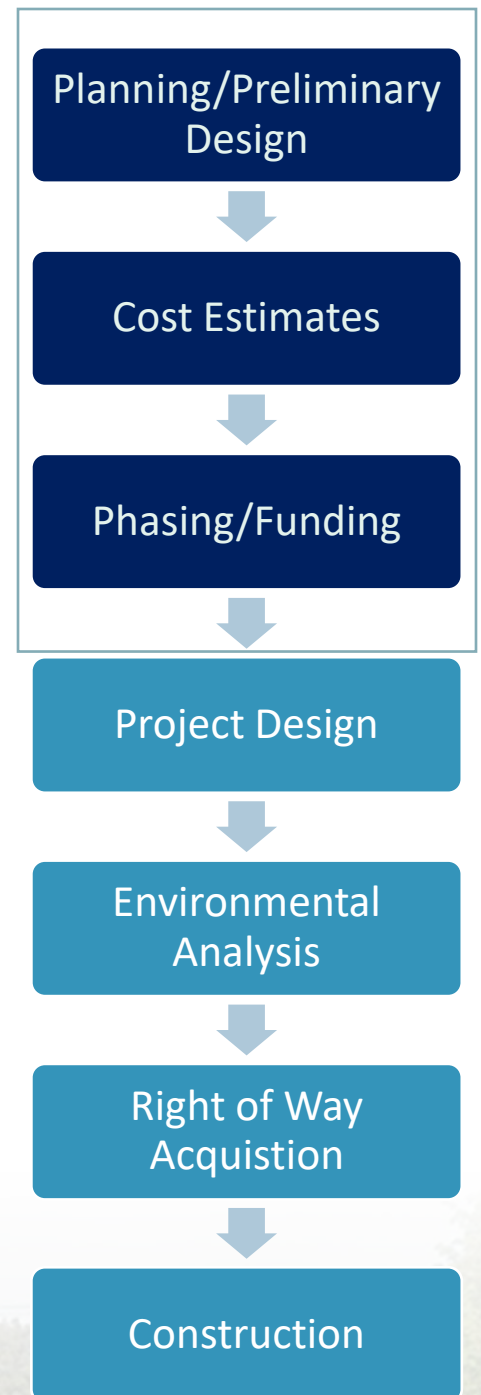 Planning/Preliminary
Design
Cost Estimates
Phasing/Funding
Project Design
Environmental
Analysis
Right of Way
Acquistion
Construction